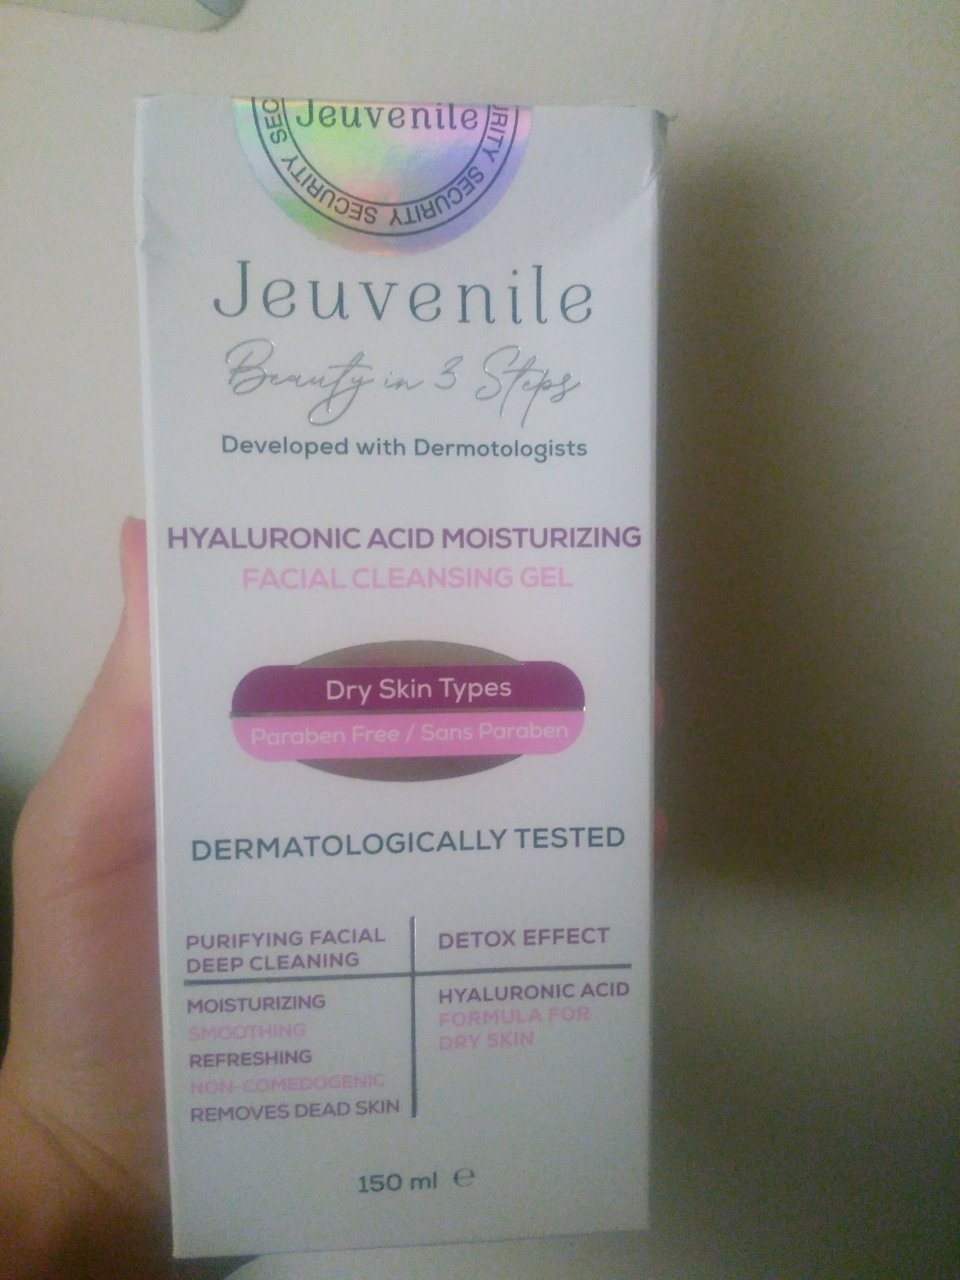 Jeuvenile
SECURITY SECURITY
Jeuvenile
Beauty in 3 Steps
Developed with Dermotologists
HYALURONIC ACID MOISTURIZING
FACIAL CLEANSING GEL
Dry Skin Types
Paraben Free / Sans Paraben
DERMATOLOGICALLY TESTED
PURIFYING FACIAL
DEEP CLEANING
MOISTURIZING
SMOOTHING
REFRESHING
NON-COMEDOGENIC
REMOVES DEAD SKIN
DETOX EFFECT
HYALURONIC ACID
FORMULA FOR
DRY SKIN
150 ml ℮